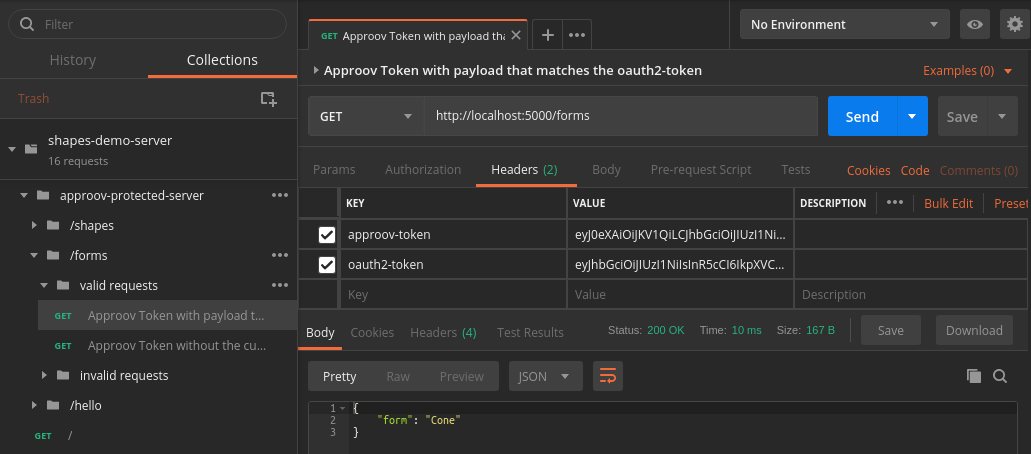 Filter
History Collections
Trash
shapes-demo-server
16 requests
approov-protected-server •••
/shapes
/forms •••
valid requests •••
GET Approov Token with payload t...
GET Approov Token without the cu...
invalid requests
/hello
GET /
GET Approov Token with payload tha
No Environment
Approov Token with payload that matches the oauth2-token
Examples (0)
GET http://localhost:5000/forms Send Save
Params Authorization Headers (2) Body Pre-request Script Tests Cookies Code Comments (0)
KEY VALUE DESCRIPTION ••• Bulk Edit Preset
approov-token eyJ0eXAiOiJKV1QiLCJhbGciOiJIUzI1Ni...
oauth2-token eyJhbGciOiJIUzI1NiIsInR5cCI6IkpXVC...
Key Value Description
Body Cookies Headers (4) Test Results Status: 200 OK Time: 10 ms Size: 167 B Save Download
Pretty Raw Preview JSON
1 {
2 "form": "Cone"
3 }